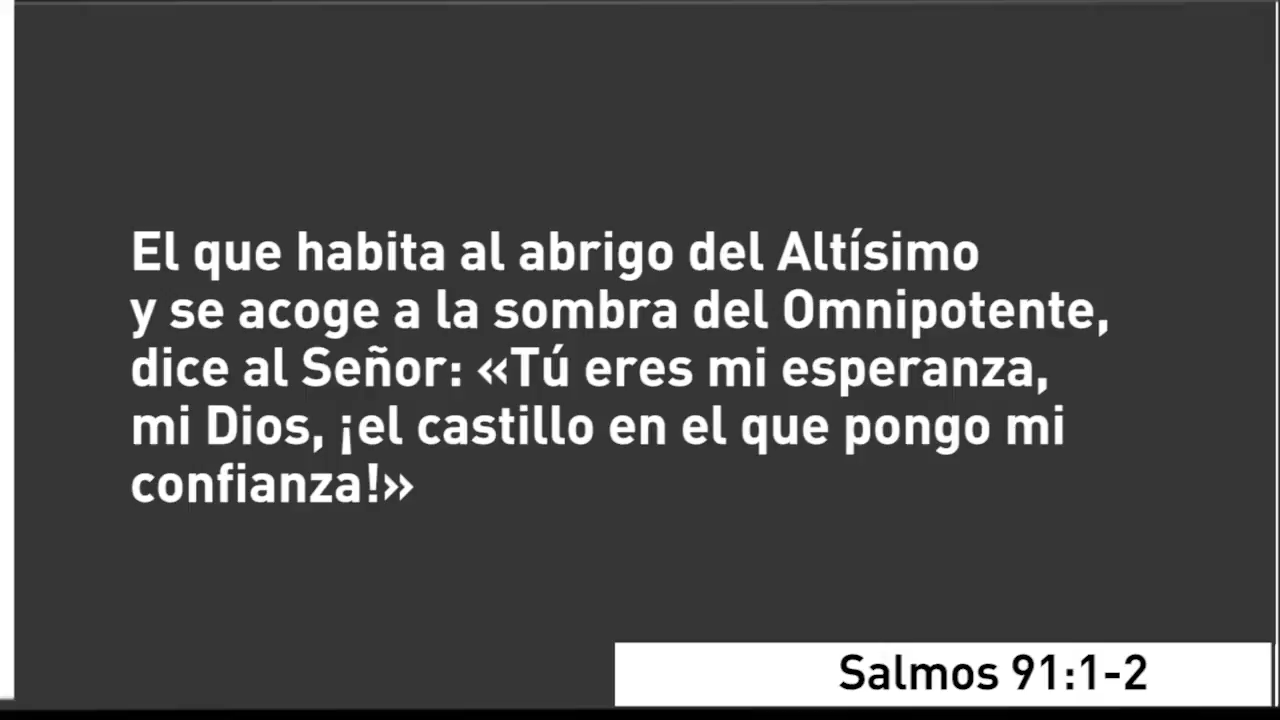 El que habita al abrigo del Altísimo
y se acoge a la sombra del Omnipotente,
dice al Señor: «Tú eres mi esperanza,
mi Dios, ¡el castillo en el que pongo mi
confianza!»
Salmos 91:1-2